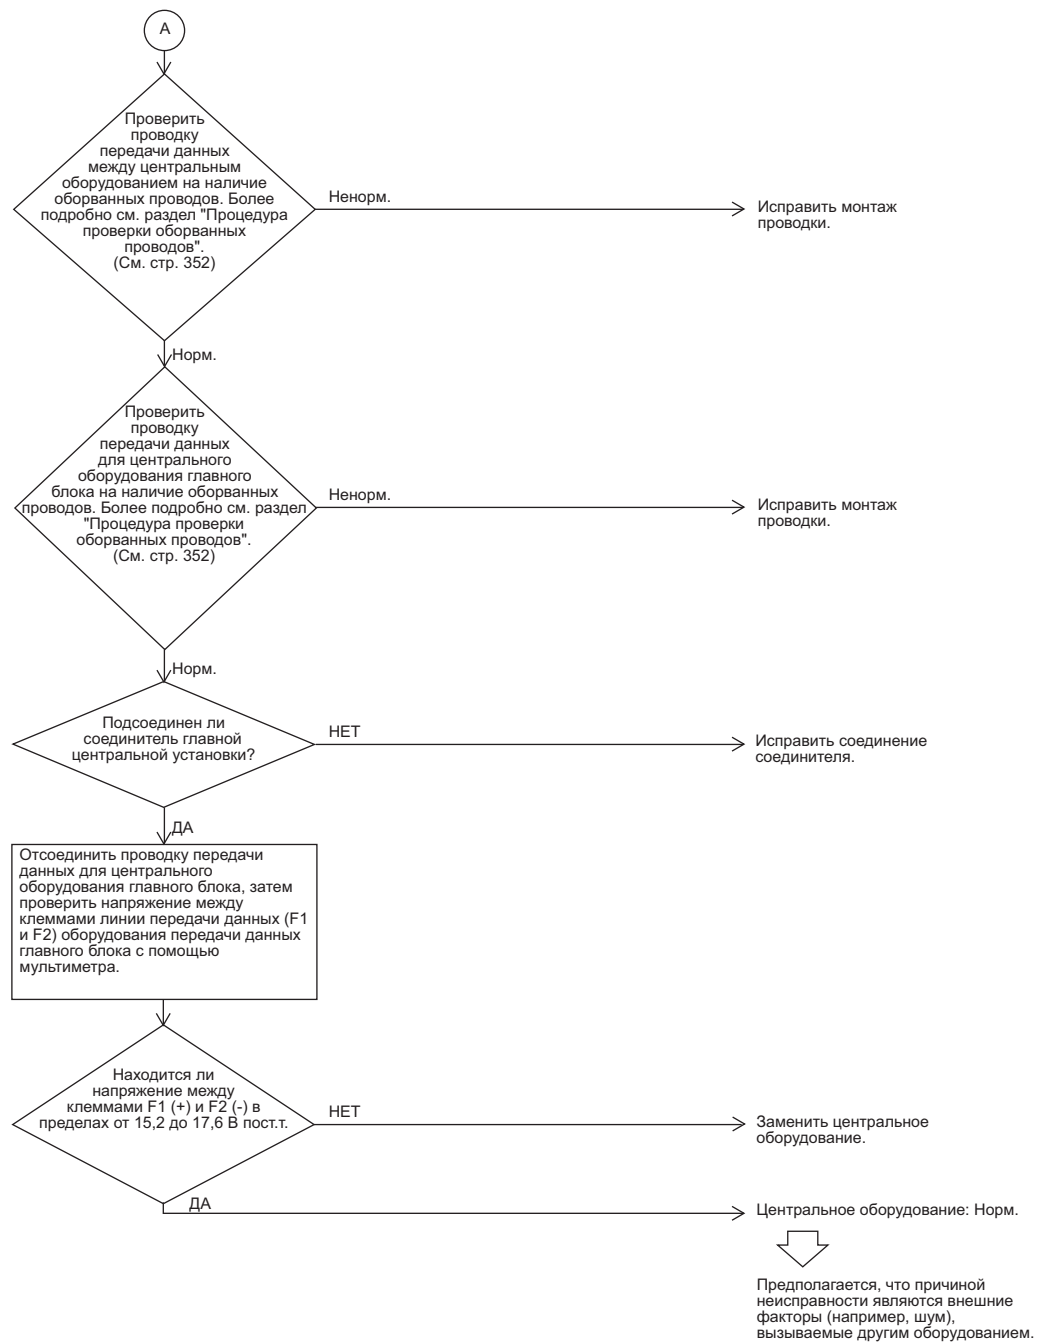 A
Проверить
проводку
передачи данных
между центральным
оборудованием на наличие
оборванных проводов. Более
подробно см. раздел "Процедура
проверки оборванных
проводов".
(См. стр. 352)
Ненорм.
Исправить монтаж
проводки.
Норм.
Проверить
проводку
передачи данных
для центрального
оборудования главного
блока на наличие оборванных
проводов. Более подробно см. раздел
"Процедура проверки
оборванных проводов".
(См. стр. 352)
Ненорм.
Исправить монтаж
проводки.
Норм.
Подсоединен ли
соединитель главной
центральной установки?
НЕТ
Исправить соединение
соединителя.
ДА
Отсоединить проводку передачи
данных для центрального
оборудования главного блока, затем
проверить напряжение между
клеммами линии передачи данных (F1
и F2) оборудования передачи данных
главного блока с помощью
мультиметра.
Находится ли
напряжение между
клеммами F1 (+) и F2 (-) в
пределах от 15,2 до 17,6 В пост.т.
НЕТ
Заменить центральное
оборудование.
ДА
Центральное оборудование: Норм.
Предполагается, что причиной
неисправности являются внешние
факторы (например, шум),
вызываемые другим оборудованием.